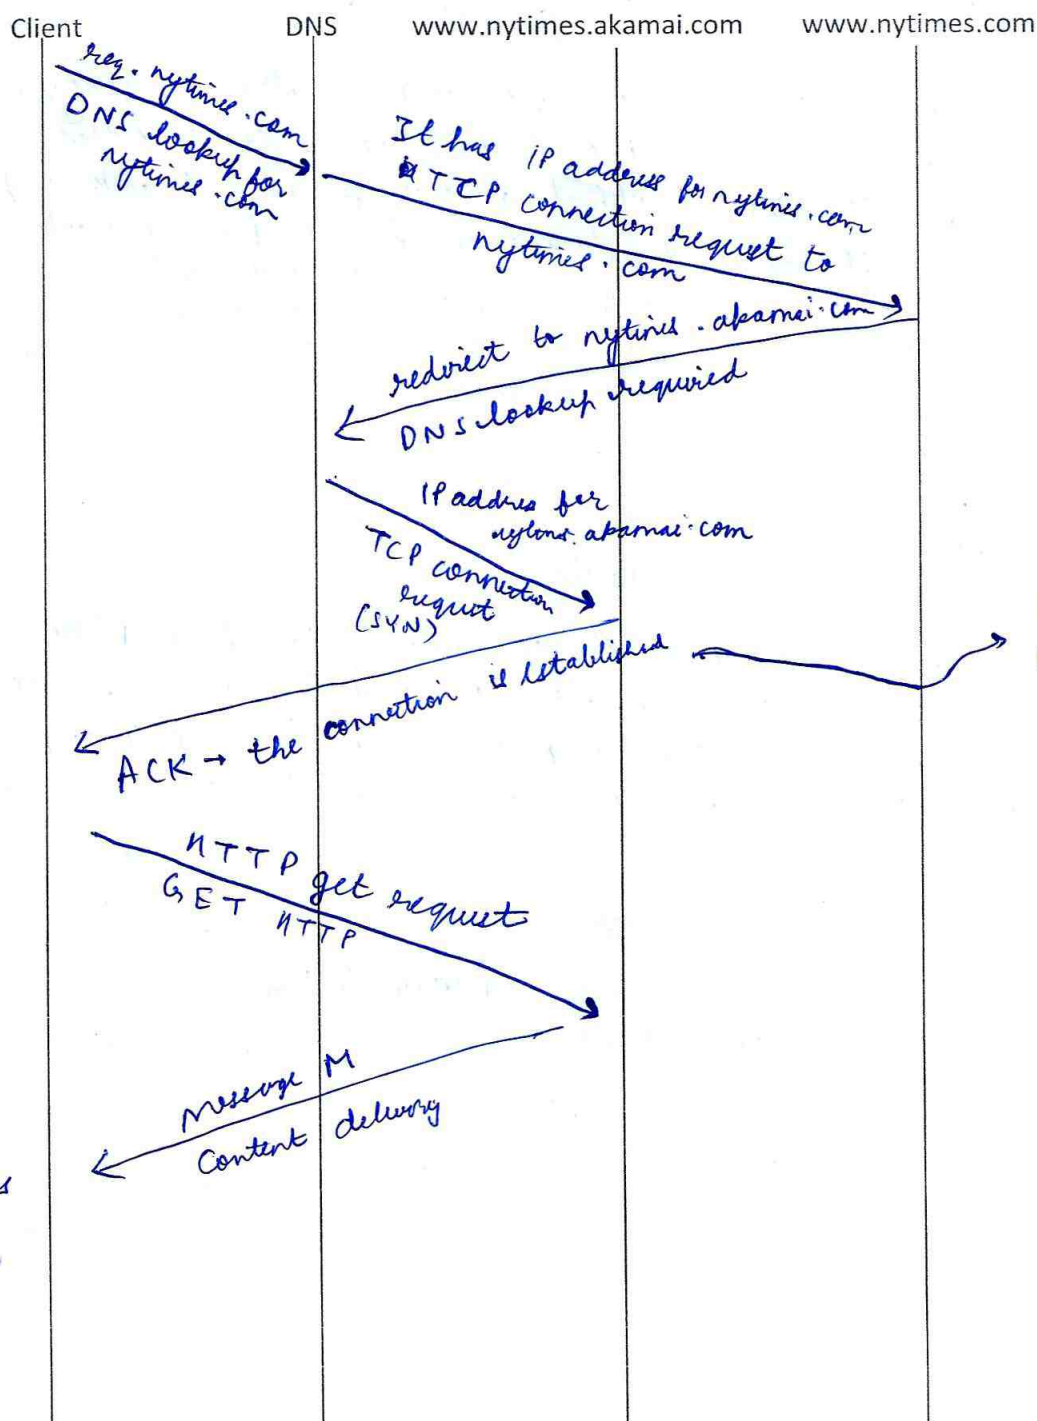 Client DNS www.nytimes.akamai.com www.nytimes.com
req. nytimes.com
DNS lookup for
nytimes.com
It has IP address for nytimes.com
TCP connection request to
nytimes.com
redirect to nytimes.akamai.com
DNS lookup required
IP address for
nytimes.akamai.com
TCP connection
request
(SYN)
ACK → the connection is established
HTTP get request
GET HTTP
Message M
Content delivery